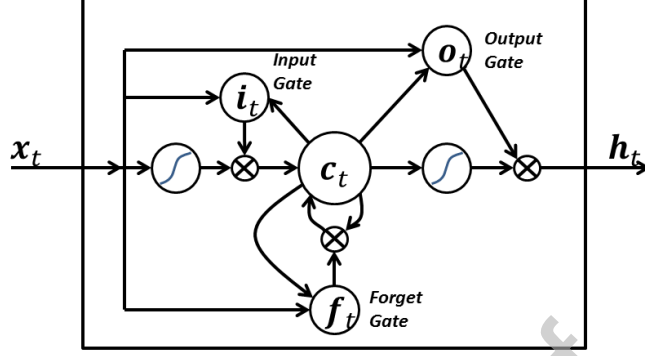 Input
Gate
Output
Gate
o_t
i_t
x_t
c_t
h_t
f_t
Forget
Gate
f